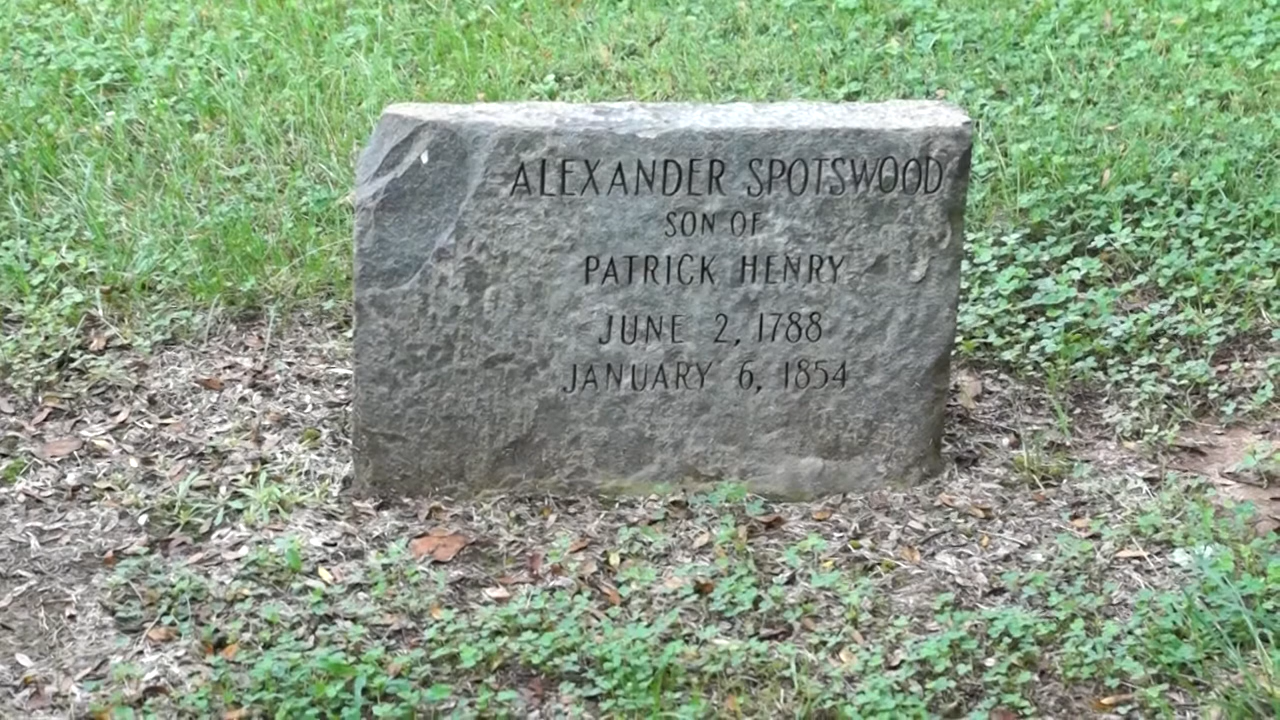 ALEXANDER SPOTSWOOD
SON OF
PATRICK HENRY
JUNE 2, 1788
JANUARY 6, 1854